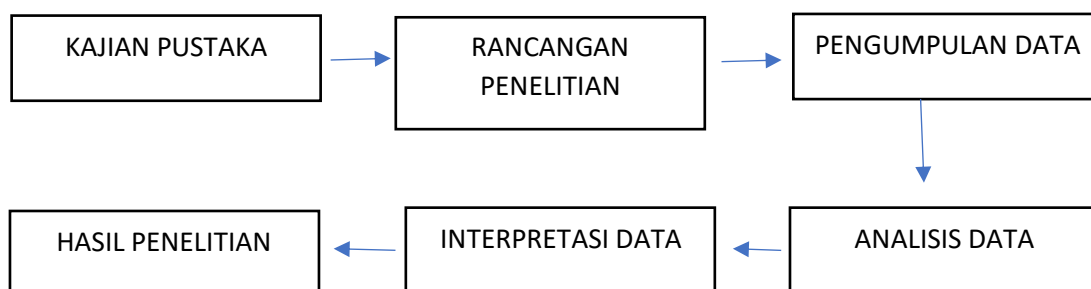 KAJIAN PUSTAKA
RANCANGAN
PENELITIAN
PENGUMPULAN DATA
HASIL PENELITIAN
INTERPRETASI DATA
ANALISIS DATA